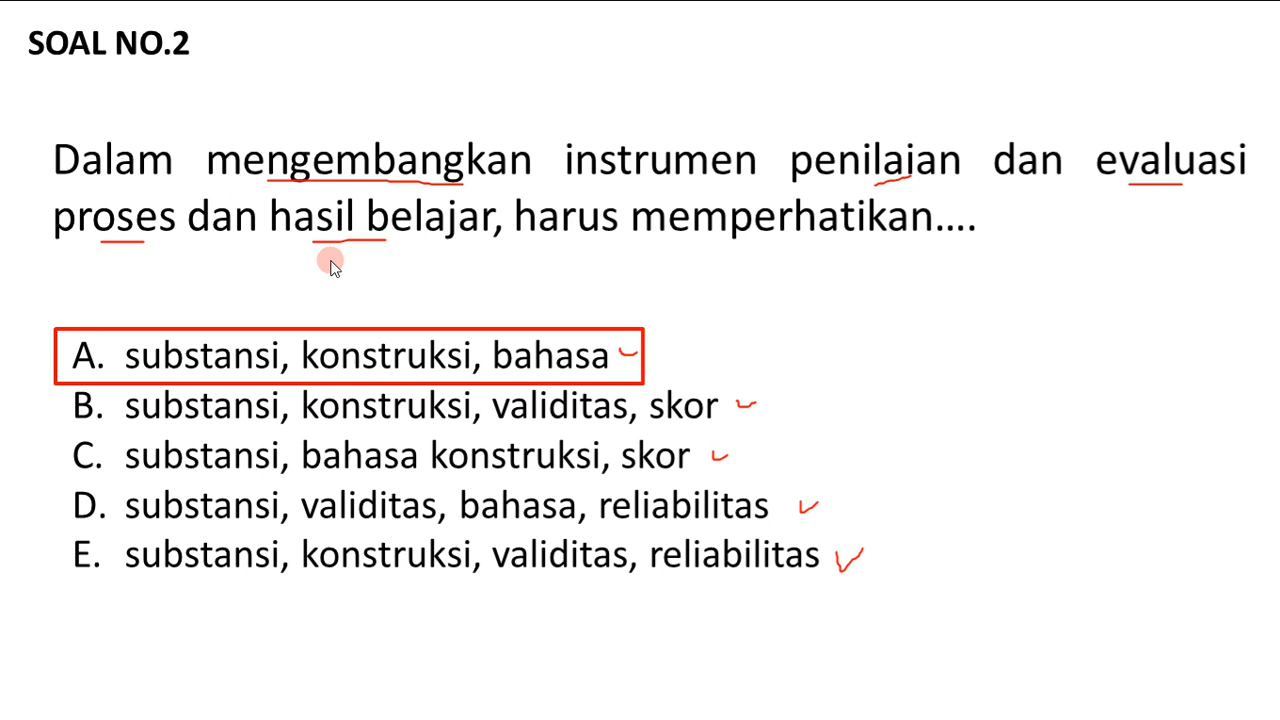 SOAL NO.2
Dalam mengembangkan instrumen penilaian dan evaluasi
proses dan hasil belajar, harus memperhatikan....
A. substansi, konstruksi, bahasa
B. substansi, konstruksi, validitas, skor
C. substansi, bahasa konstruksi, skor
D. substansi, validitas, bahasa, reliabilitas
E. substansi, konstruksi, validitas, reliabilitas